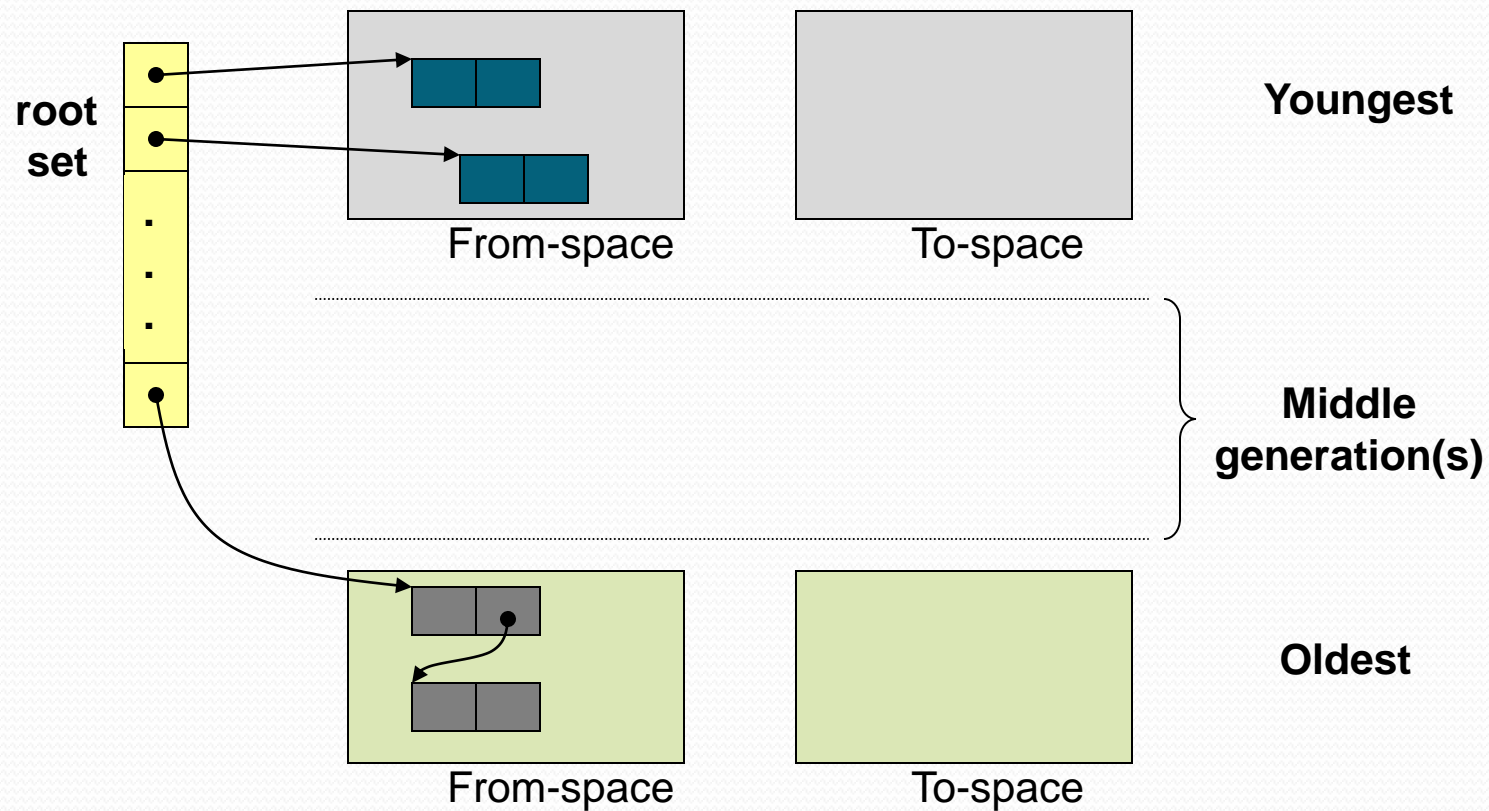 root
set
.
.
.
From-space
To-space
Youngest
Middle
generation(s)
From-space
To-space
Oldest